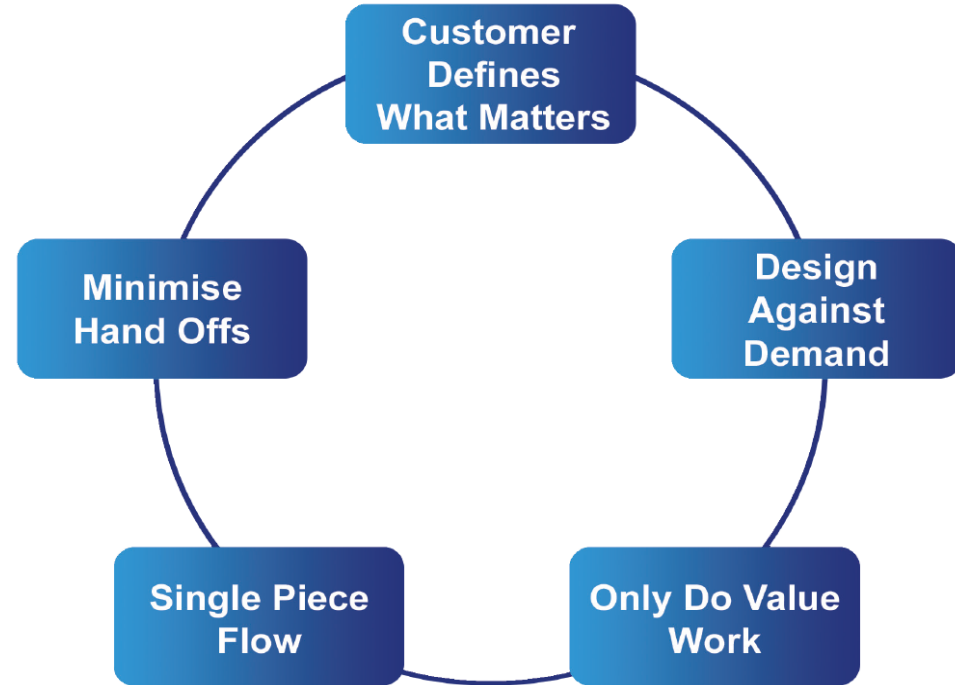 Customer
Defines
What Matters
Design
Against
Demand
Only Do Value
Work
Single Piece
Flow
Minimise
Hand Offs